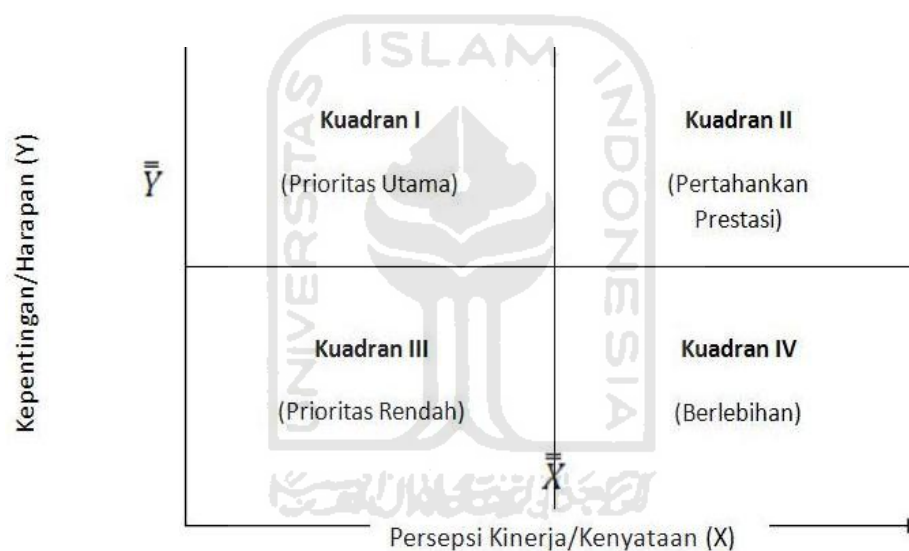 UNIVERSITAS ISLAM INDONESIA
Kepentingan/Harapan (Y)
Kuadran I
(Prioritas Utama)
Kuadran II
(Pertahankan
Prestasi)
Y̿
Kuadran III
(Prioritas Rendah)
Kuadran IV
(Berlebihan)
X̿
Persepsi Kinerja/Kenyataan (X)